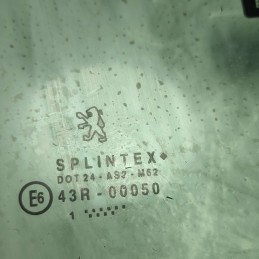 SPLINTEX
DOT 24 - AS2 - M52
E6 43R - 00050
1